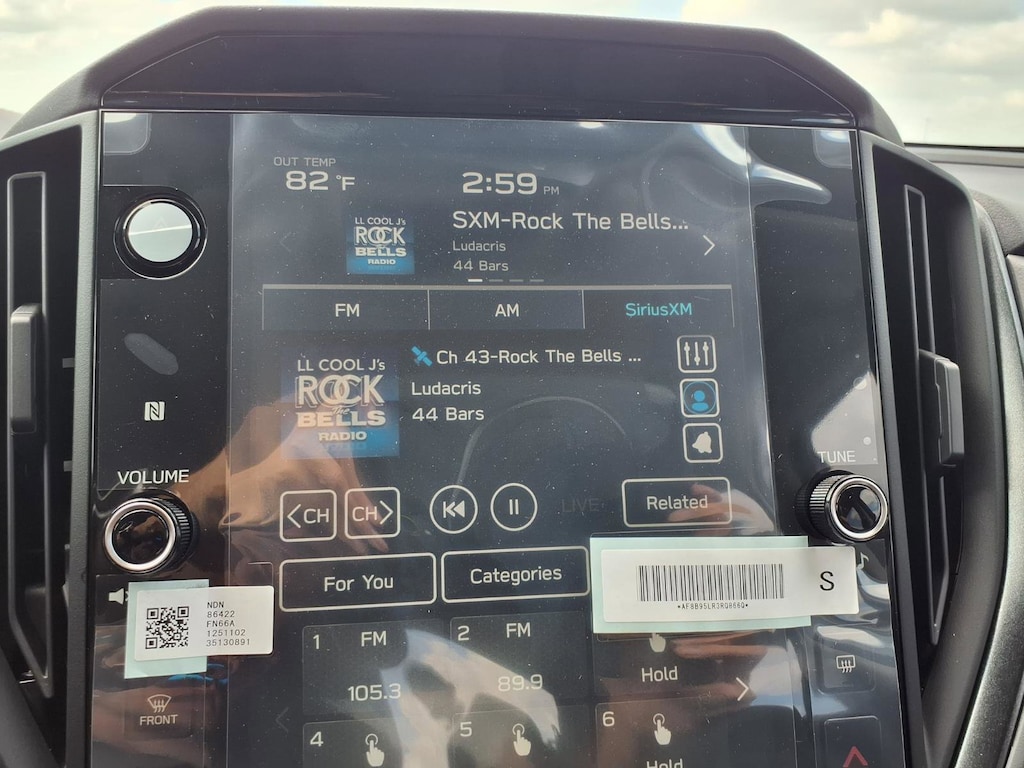 OUT TEMP
82 °F
2:59 PM
LL COOL J's
ROCK
BELLS
RADIO
SXM-Rock The Bells...
Ludacris
44 Bars
FM
AM
SiriusXM
LL COOL J's
ROCK
the
BELLS
RADIO
Ch 43-Rock The Bells ...
Ludacris
44 Bars
VOLUME
TUNE
CH
CH
LIVE
Related
For You
Categories
S
NDN
86422
FN66A
1251102
35130891
1 FM
105.3
2 FM
89.9
Hold
4
5
6
Hold
FRONT